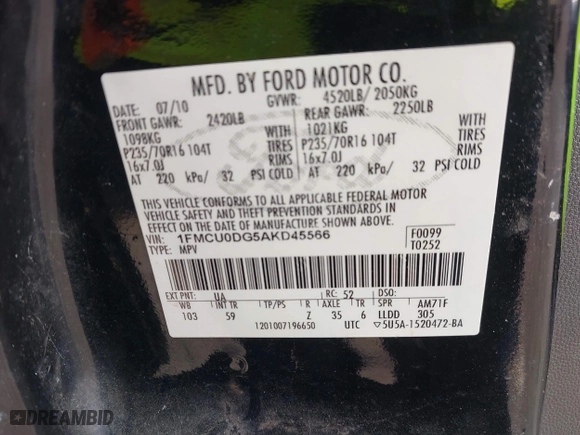 MFD. BY FORD MOTOR CO.
DATE: 07/10 GVWR: 4520LB/ 2050KG
FRONT GAWR: 2420LB REAR GAWR: 2250LB
1098KG 1021KG
P235/70R16 104T TIRES P235/70R16 104T TIRES
16x7.0J RIMS 16x7.0J RIMS
AT 220 kPa/ 32 PSI COLD AT 220 kPa/ 32 PSI COLD
THIS VEHICLE CONFORMS TO ALL APPLICABLE FEDERAL MOTOR
VEHICLE SAFETY AND THEFT PREVENTION STANDARDS IN
EFFECT ON THE DATE OF MANUFACTURE SHOWN ABOVE.
VIN: 1FMCU0DG5AKD45566 F0099
TYPE: MPV T0252
EXT PNT: UA RC: 52 DSO:
WB INT TR TP/PS R AXLE TR SPR AM71F
103 59 Z 35 6 LLDD 305
1201007196650 UTC ▽5U5A-1520472-BA
DREAMBID